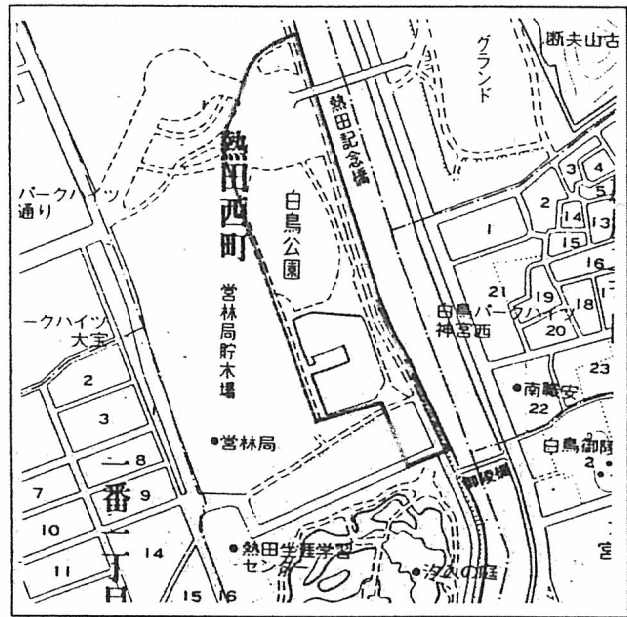 断夫山古
グランド
熱田記念橋
熱田西町
白鳥公園
パークハイツ
通り
営林局貯木場
ークハイツ
大宝
営林局
熱田生涯学習
センター
汐入の庭
御陵橋
白鳥パークハイツ
神宮西
南職安
白鳥御陵
一番二丁目
宮
1
2
3
4
5
13
14
15
16
1
18
19
20
21
22
23
2
2
3
7
8
9
10
11
14
15
16